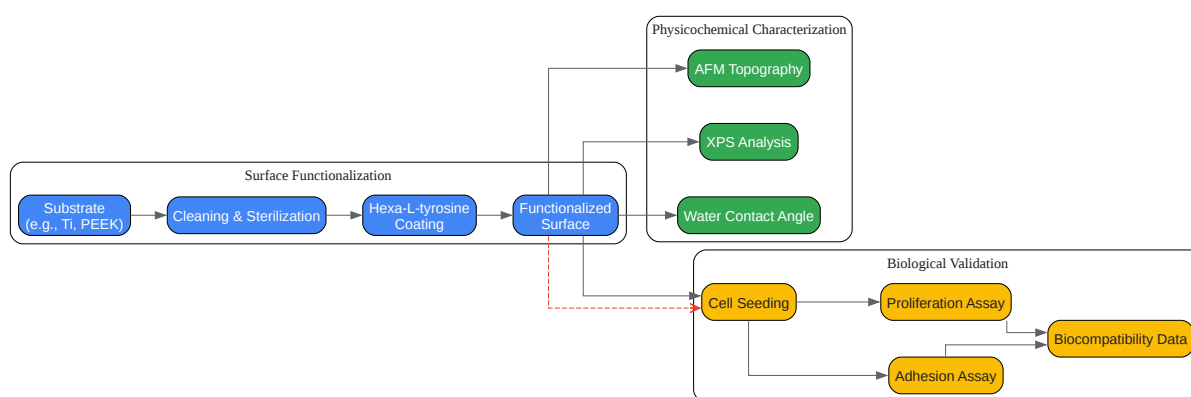 Physicochemical Characterization
AFM Topography
XPS Analysis
Water Contact Angle
Surface Functionalization
Substrate
(e.g., Ti, PEEK)
Cleaning & Sterilization
Hexa-L-tyrosine
Coating
Functionalized
Surface
Biological Validation
Cell Seeding
Proliferation Assay
Adhesion Assay
Biocompatibility Data